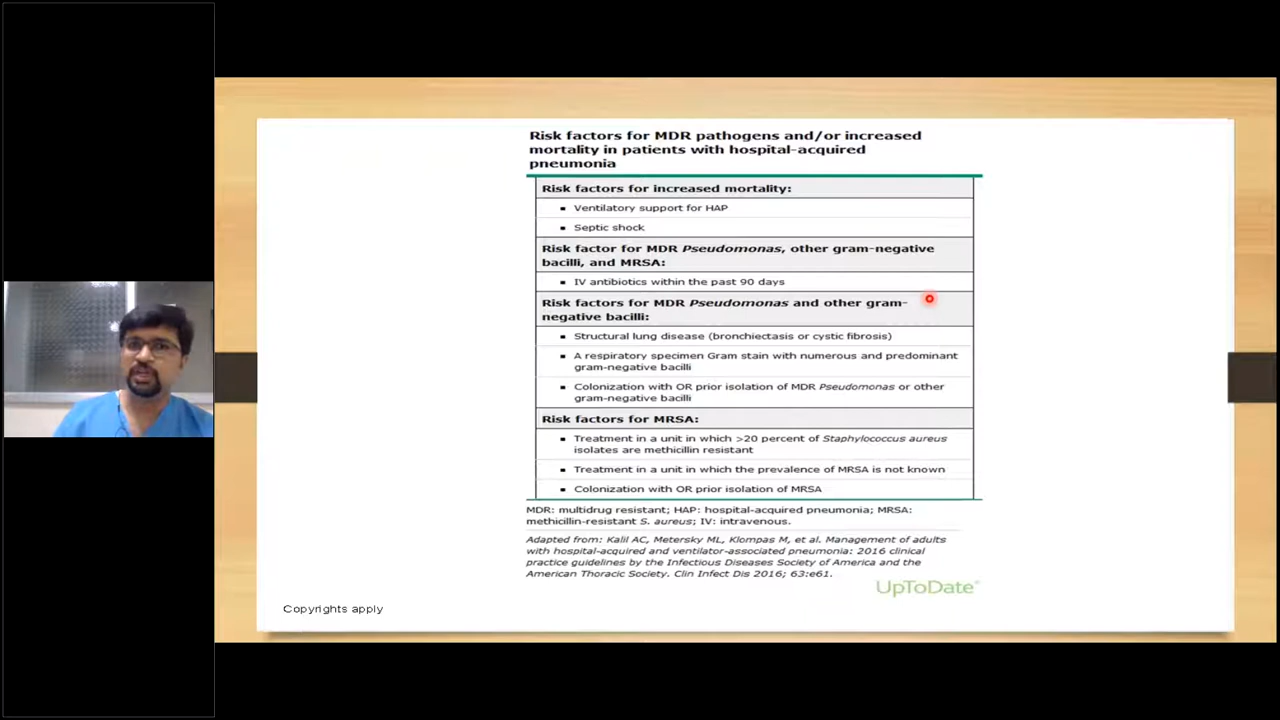 Risk factors for MDR pathogens and/or increased
mortality in patients with hospital-acquired
pneumonia
Risk factors for increased mortality:
▪ Ventilatory support for HAP
▪ Septic shock
Risk factor for MDR Pseudomonas, other gram-negative
bacilli, and MRSA:
▪ IV antibiotics within the past 90 days
Risk factors for MDR Pseudomonas and other gram-
negative bacilli:
▪ Structural lung disease (bronchiectasis or cystic fibrosis)
▪ A respiratory specimen Gram stain with numerous and predominant
gram-negative bacilli
▪ Colonization with OR prior isolation of MDR Pseudomonas or other
gram-negative bacilli
Risk factors for MRSA:
▪ Treatment in a unit in which >20 percent of Staphylococcus aureus
isolates are methicillin resistant
▪ Treatment in a unit in which the prevalence of MRSA is not known
▪ Colonization with OR prior isolation of MRSA
MDR: multidrug resistant; HAP: hospital-acquired pneumonia; MRSA:
methicillin-resistant S. aureus; IV: intravenous.
Adapted from: Kalil AC, Metersky ML, Klompas M, et al. Management of adults
with hospital-acquired and ventilator-associated pneumonia: 2016 clinical
practice guidelines by the Infectious Diseases Society of America and the
American Thoracic Society. Clin Infect Dis 2016; 63:e61.
UpToDate®
Copyrights apply